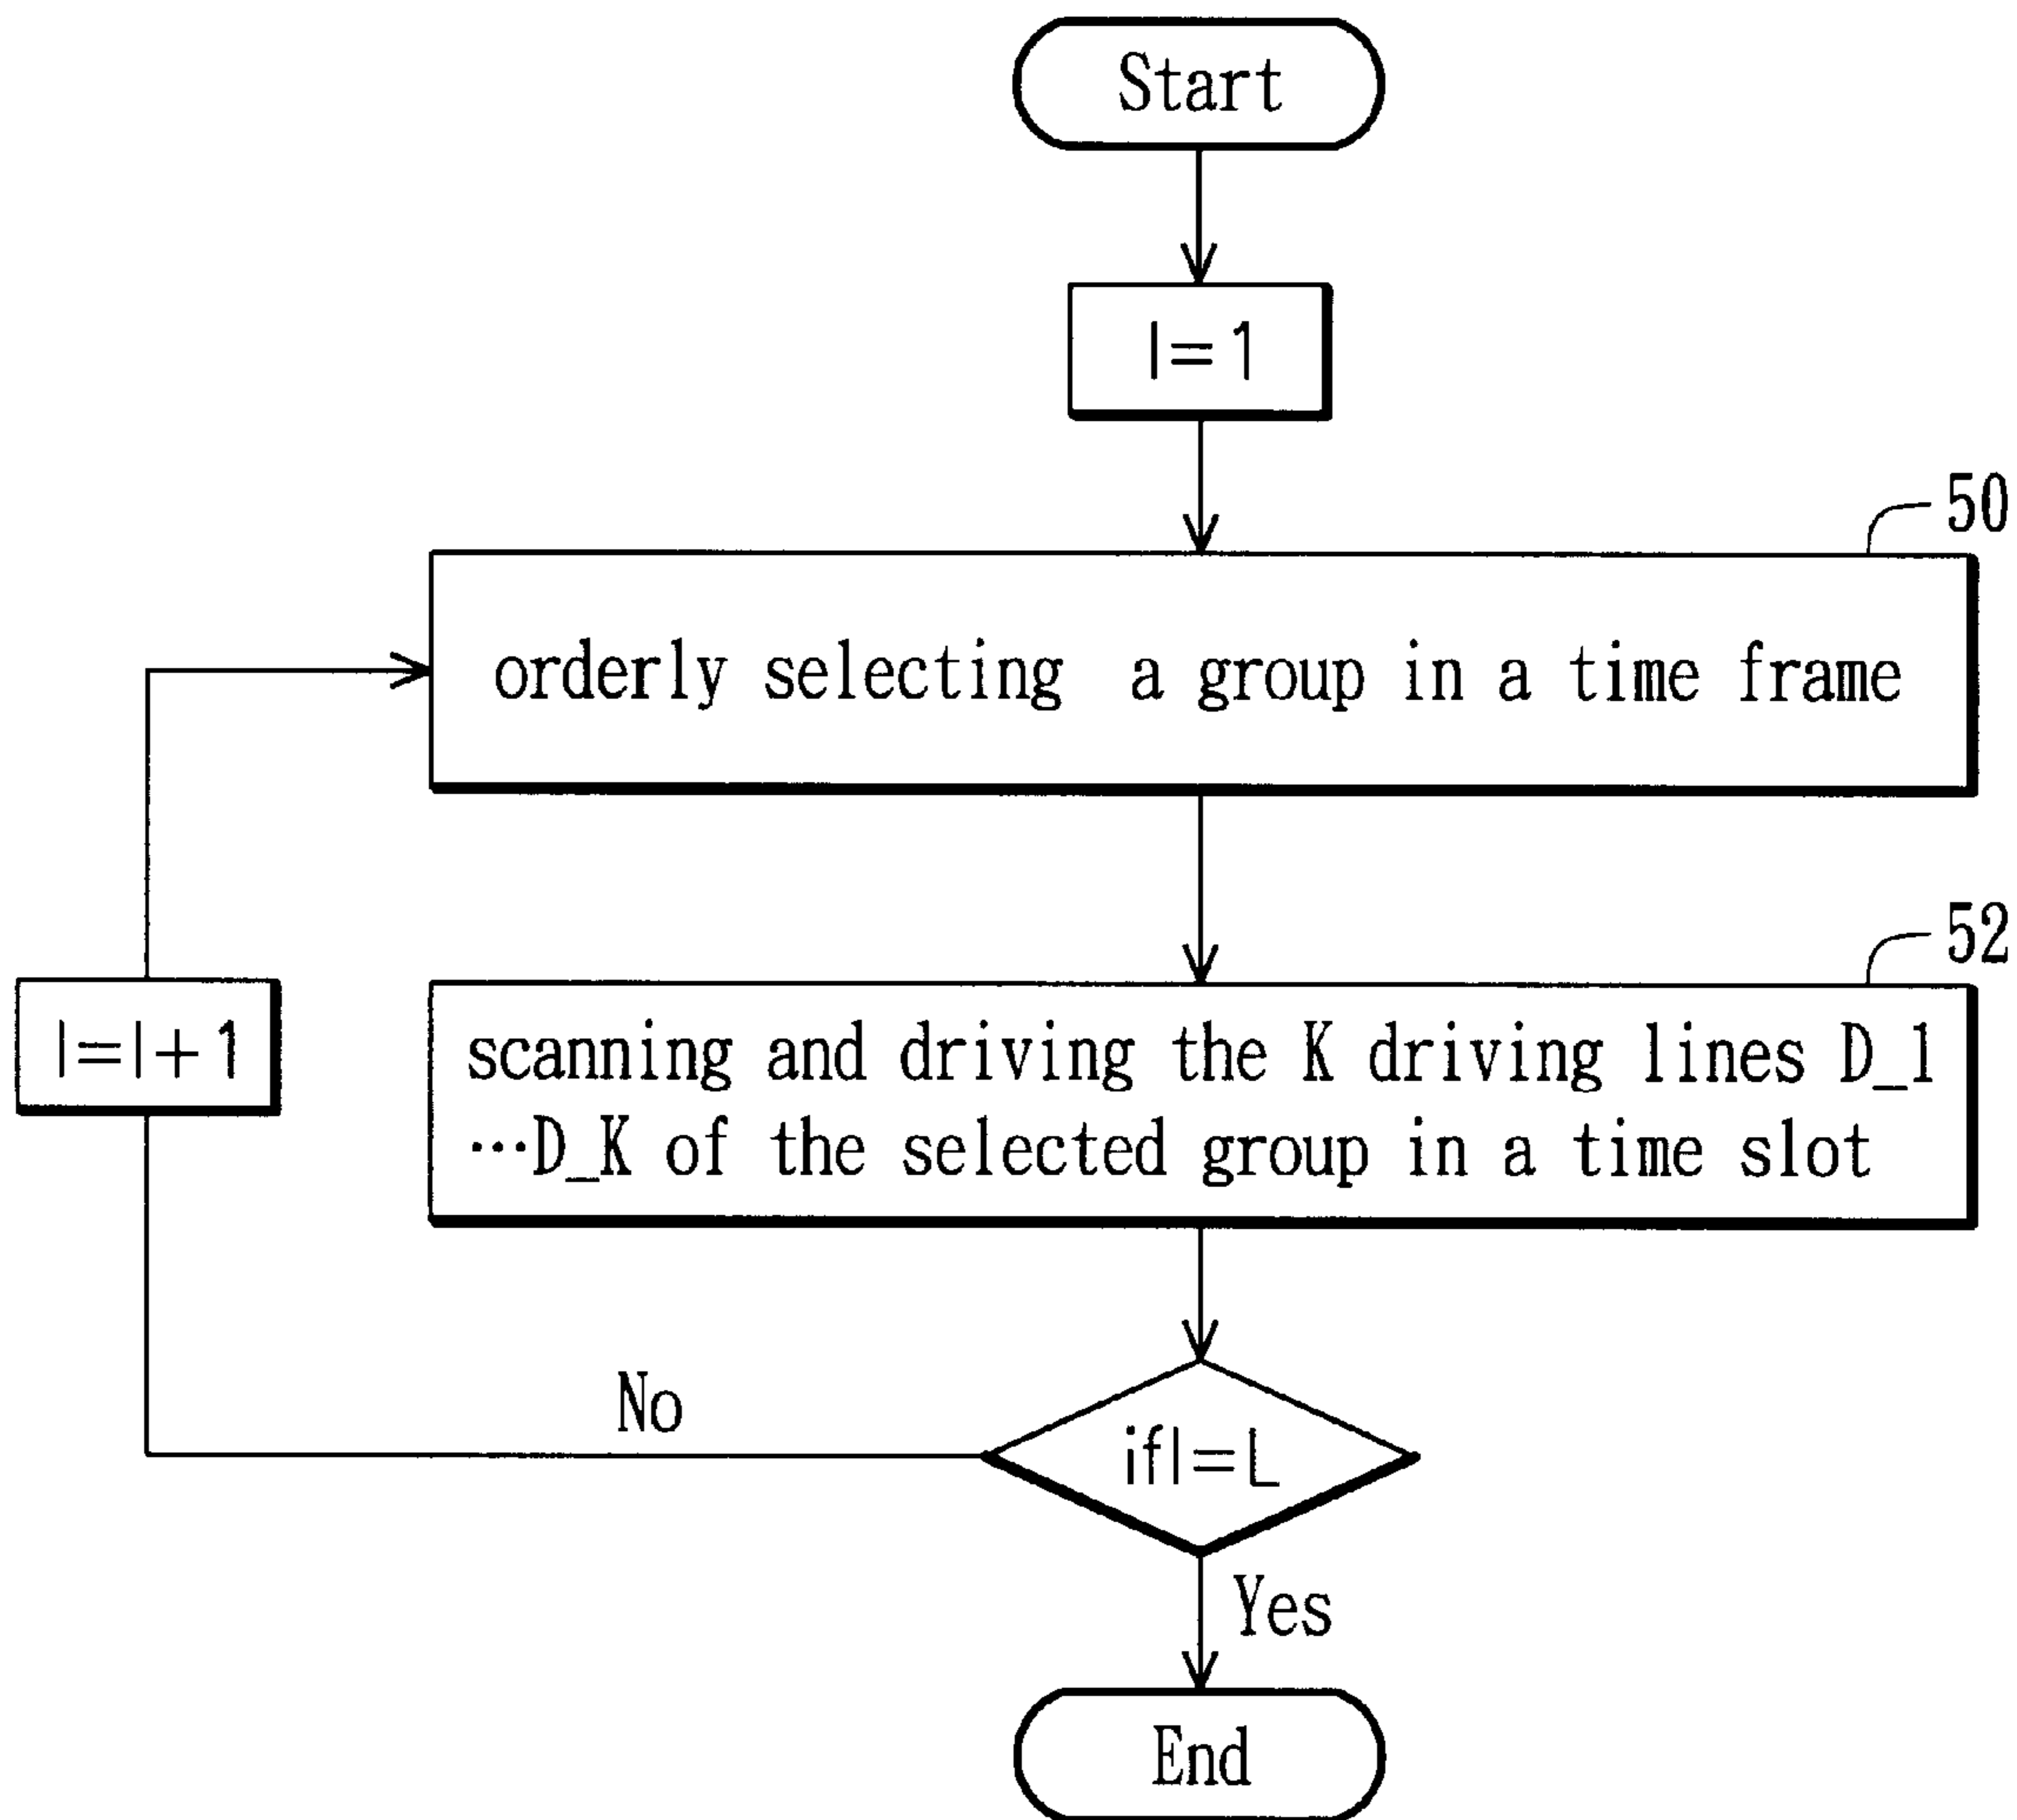 Start
l=1
50
orderly selecting a group in a time frame
52
scanning and driving the K driving lines D_1
…D_K of the selected group in a time slot
l=l+1
No
ifl=L
Yes
End